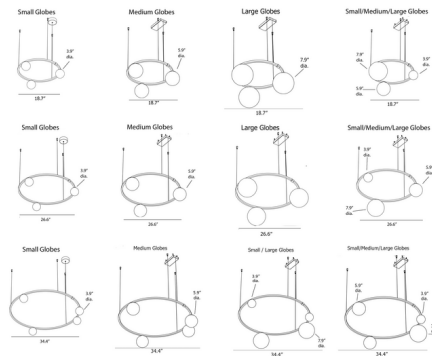 Small Globes
Medium Globes
Large Globes
Small/Medium/Large Globes
3.9"
dia.
18.7"
5.9"
dia.
18.7"
7.9"
dia.
18.7"
7.9"
dia.
5.9"
dia.
3.9"
dia.
18.7"
Small Globes
Medium Globes
Large Globes
Small/Medium/Large Globes
3.9"
dia.
26.6"
5.9"
dia.
26.6"
7.9"
dia.
26.6"
3.9"
dia.
7.9"
dia.
5.9"
dia.
26.6"
Small Globes
Medium Globes
Small / Large Globes
Small/Medium/Large Globes
3.9"
dia.
34.4"
5.9"
dia.
34.4"
3.9"
dia.
7.9"
dia.
34.4"
5.9"
dia.
3.9"
dia.
34.4"